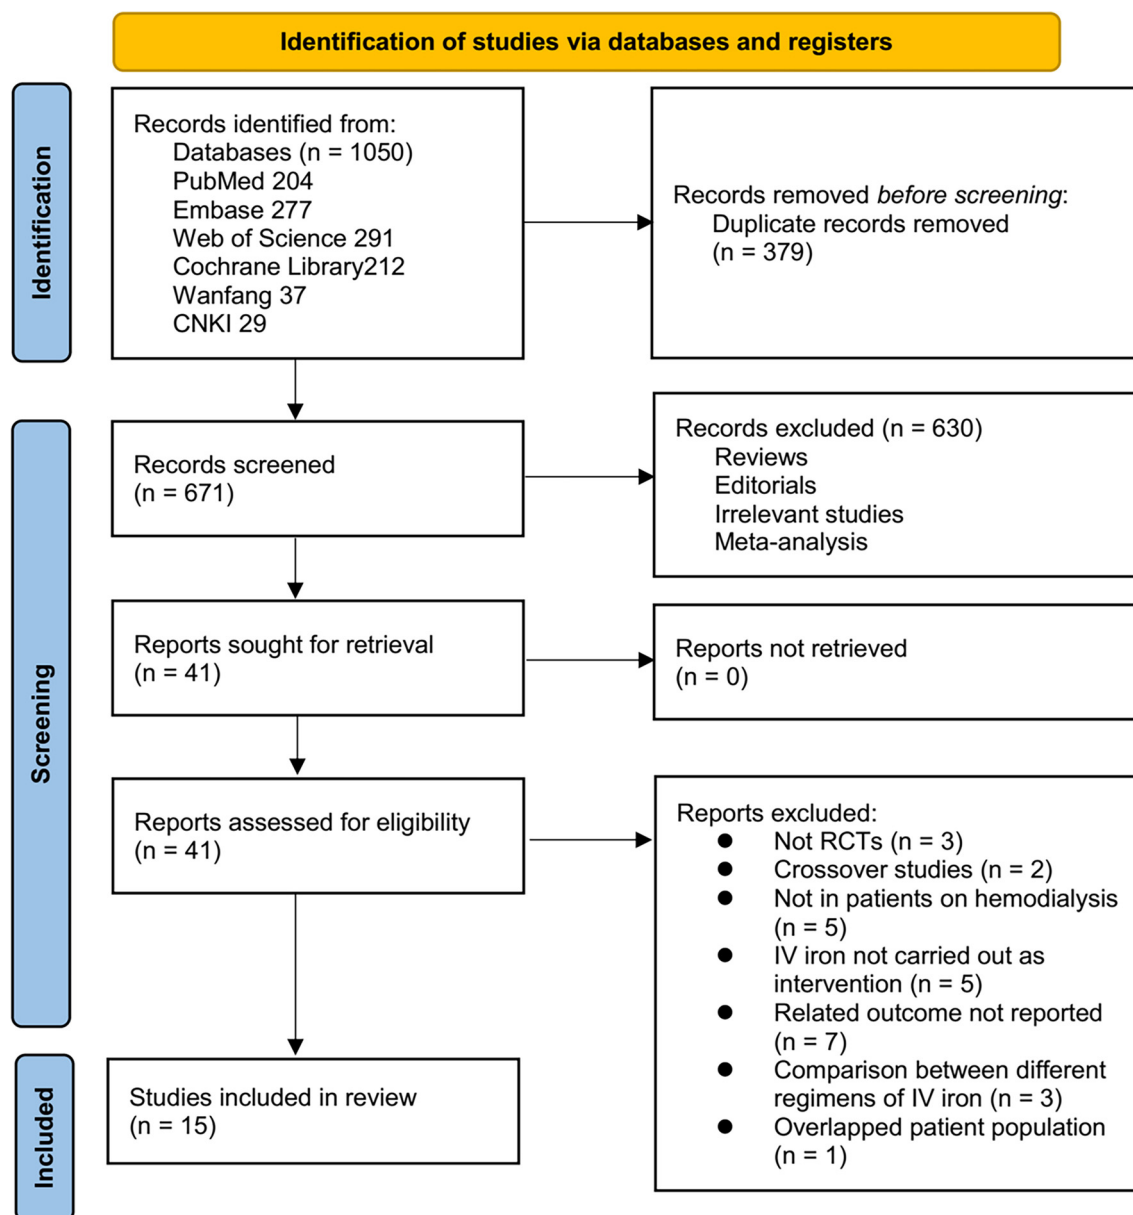 Identification of studies via databases and registers
Identification
Records identified from:
Databases (n = 1050)
PubMed 204
Embase 277
Web of Science 291
Cochrane Library212
Wanfang 37
CNKI 29
Records removed before screening:
Duplicate records removed
(n = 379)
Screening
Records screened
(n = 671)
Records excluded (n = 630)
Reviews
Editorials
Irrelevant studies
Meta-analysis
Reports sought for retrieval
(n = 41)
Reports not retrieved
(n = 0)
Reports assessed for eligibility
(n = 41)
Reports excluded:
● Not RCTs (n = 3)
● Crossover studies (n = 2)
● Not in patients on hemodialysis
(n = 5)
● IV iron not carried out as
intervention (n = 5)
● Related outcome not reported
(n = 7)
● Comparison between different
regimens of IV iron (n = 3)
● Overlapped patient population
(n = 1)
Included
Studies included in review
(n = 15)